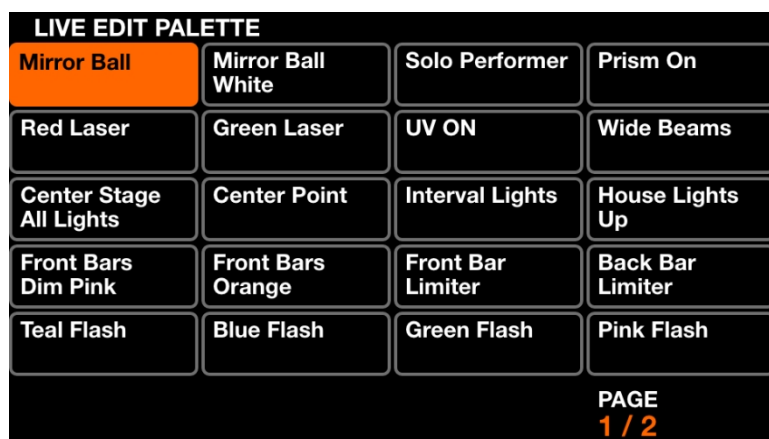 LIVE EDIT PALETTE
Mirror Ball
Mirror Ball
White
Solo Performer
Prism On
Red Laser
Green Laser
UV ON
Wide Beams
Center Stage
All Lights
Center Point
Interval Lights
House Lights
Up
Front Bars
Dim Pink
Front Bars
Orange
Front Bar
Limiter
Back Bar
Limiter
Teal Flash
Blue Flash
Green Flash
Pink Flash
PAGE
1 / 2